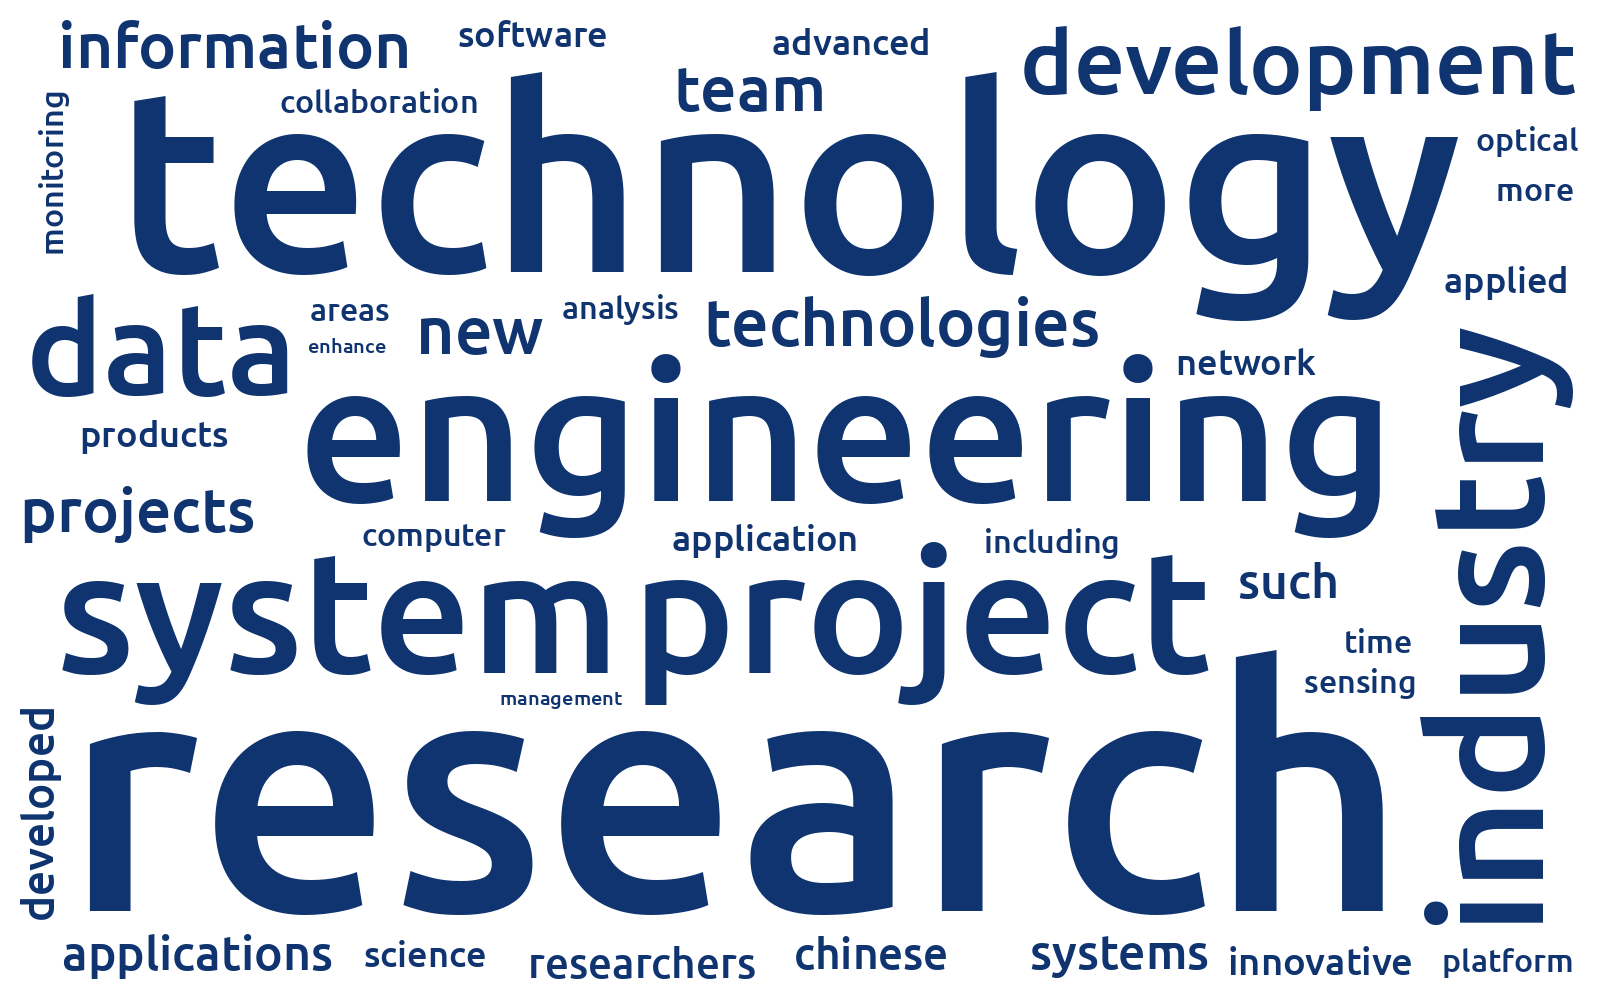 information
software
advanced
development
collaboration
team
monitoring
technology
optical
more
applied
data
areas
enhance
new
analysis
technologies
network
products
engineering
industry
projects
computer
application
including
system
project
such
time
sensing
management
developed
research
applications
science
researchers
chinese
systems
innovative
platform